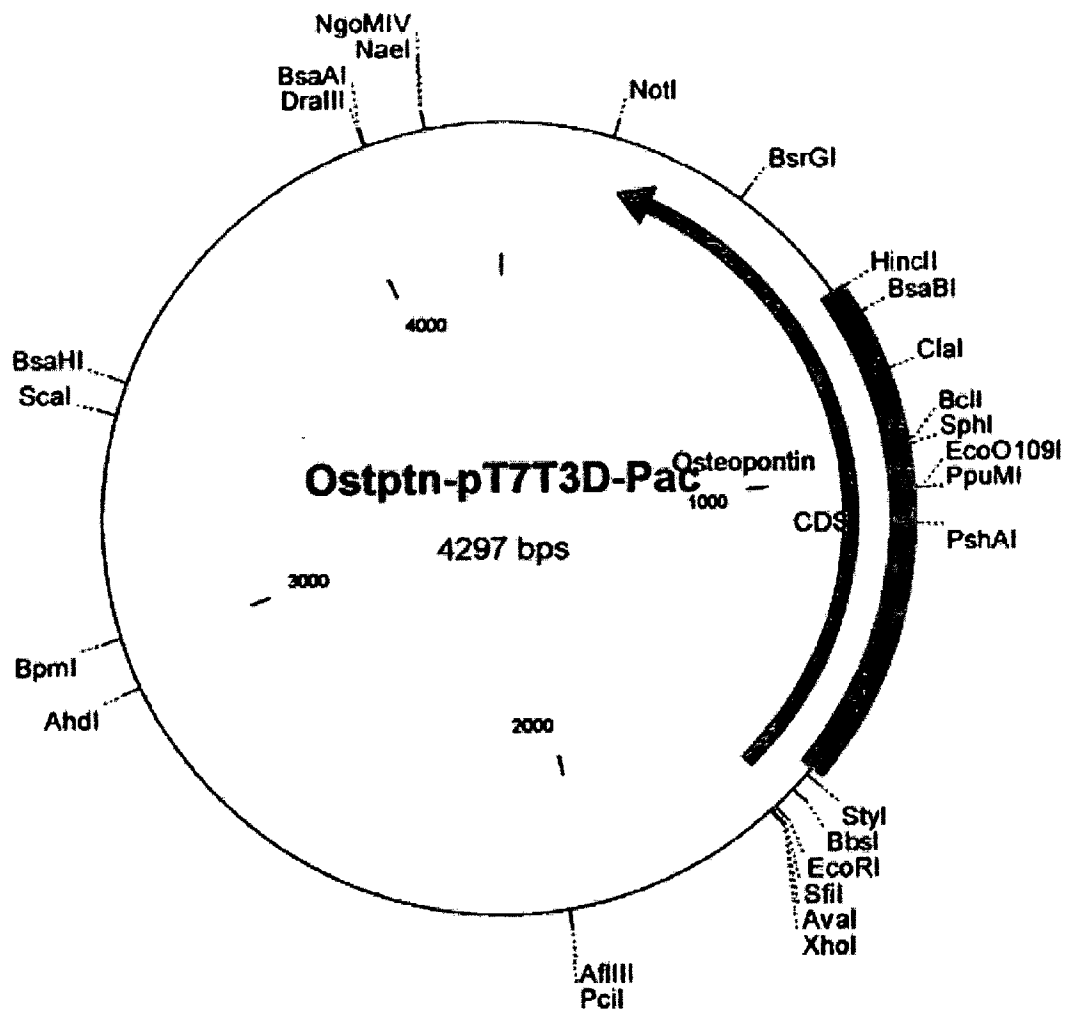 NgoMIV
NaeI
BsaAI
DraIII
NotI
BsrGI
HincII
BsaBI
ClaI
BclI
SphI
EcoO109I
PpuMI
PshAI
4000
BsaHI
ScaI
Osteopontin
Ostptn-pT7T3D-Pac
1000
CDS
4297 bps
3000
BpmI
AhdI
2000
StyI
BbsI
EcoRI
SfiI
AvaI
XhoI
AflIII
PciI